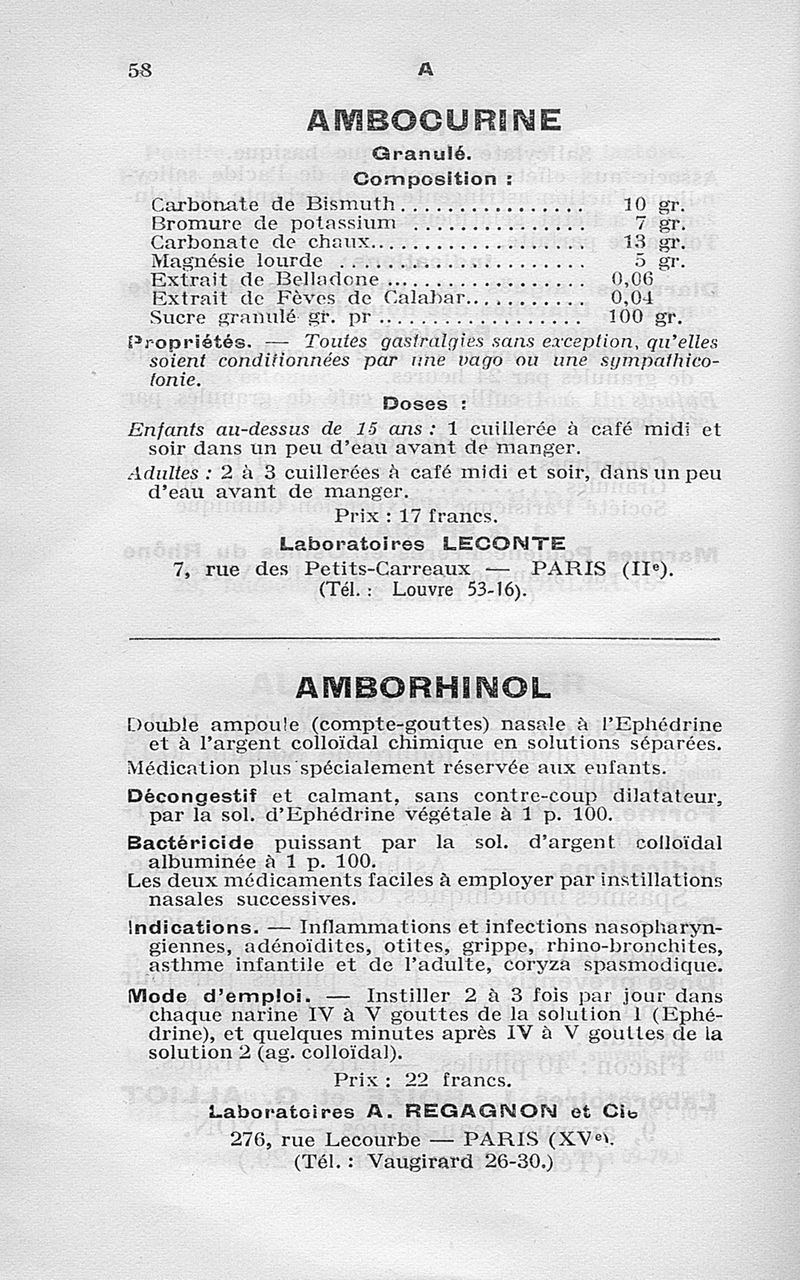 58 A
AMBOCURINE
Granulé.
Composition :
Carbonate de Bismuth ................ 10 gr.
Bromure de potassium ............... 7 gr.
Carbonate de chaux.................. 13 gr.
Magnésie lourde .................... 5 gr.
Extrait de Belladone ................. 0,06
Extrait de Fèves de Calabar.......... 0,04
Sucre granulé gr. pr ................. 100 gr.
Propriétés. — Toutes gastralgies sans exception, qu'elles
soient conditionnées par une vago ou une sympathico-
tonie.
Doses :
Enfants au-dessus de 15 ans : 1 cuillerée à café midi et
soir dans un peu d'eau avant de manger.
Adultes : 2 à 3 cuillerées à café midi et soir, dans un peu
d'eau avant de manger.
Prix : 17 francs.
Laboratoires LECONTE
7, rue des Petits-Carreaux — PARIS (IIe).
(Tél. : Louvre 53-16).
AMBORHINOL
Double ampoule (compte-gouttes) nasale à l'Ephédrine
et à l'argent colloïdal chimique en solutions séparées.
Médication plus spécialement réservée aux enfants.
Décongestif et calmant, sans contre-coup dilatateur,
par la sol. d'Ephédrine végétale à 1 p. 100.
Bactéricide puissant par la sol. d'argent colloïdal
albuminée à 1 p. 100.
Les deux médicaments faciles à employer par instillations
nasales successives.
Indications. — Inflammations et infections nasopharyn-
giennes, adénoïdites, otites, grippe, rhino-bronchites,
asthme infantile et de l'adulte, coryza spasmodique.
Mode d'emploi. — Instiller 2 à 3 fois par jour dans
chaque narine IV à V gouttes de la solution 1 (Ephé-
drine), et quelques minutes après IV à V gouttes de la
solution 2 (ag. colloïdal).
Prix : 22 francs.
Laboratoires A. REGAGNON et Cie
276, rue Lecourbe — PARIS (XVe).
(Tél. : Vaugirard 26-30.)